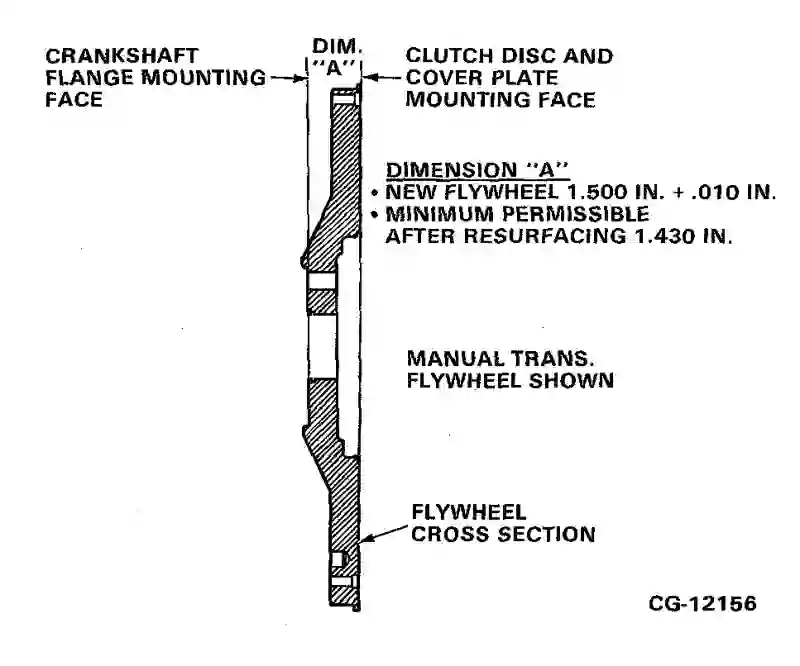 CRANKSHAFT
FLANGE MOUNTING
FACE
DIM.
"A"
CLUTCH DISC AND
COVER PLATE
MOUNTING FACE
DIMENSION "A"
• NEW FLYWHEEL 1.500 IN. + .010 IN.
• MINIMUM PERMISSIBLE
AFTER RESURFACING 1.430 IN.
MANUAL TRANS.
FLYWHEEL SHOWN
FLYWHEEL
CROSS SECTION
CG-12156